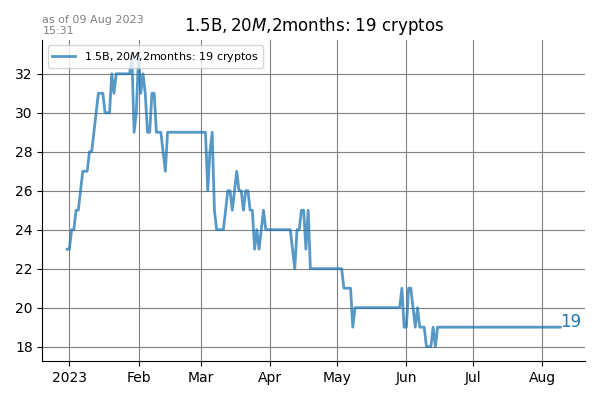 as of 09 Aug 2023
15:31
1.5B, 20M,2months: 19 cryptos
1.5B, 20M,2months: 19 cryptos
32
30
28
26
24
22
20
18
19
2023 Feb Mar Apr May Jun Jul Aug